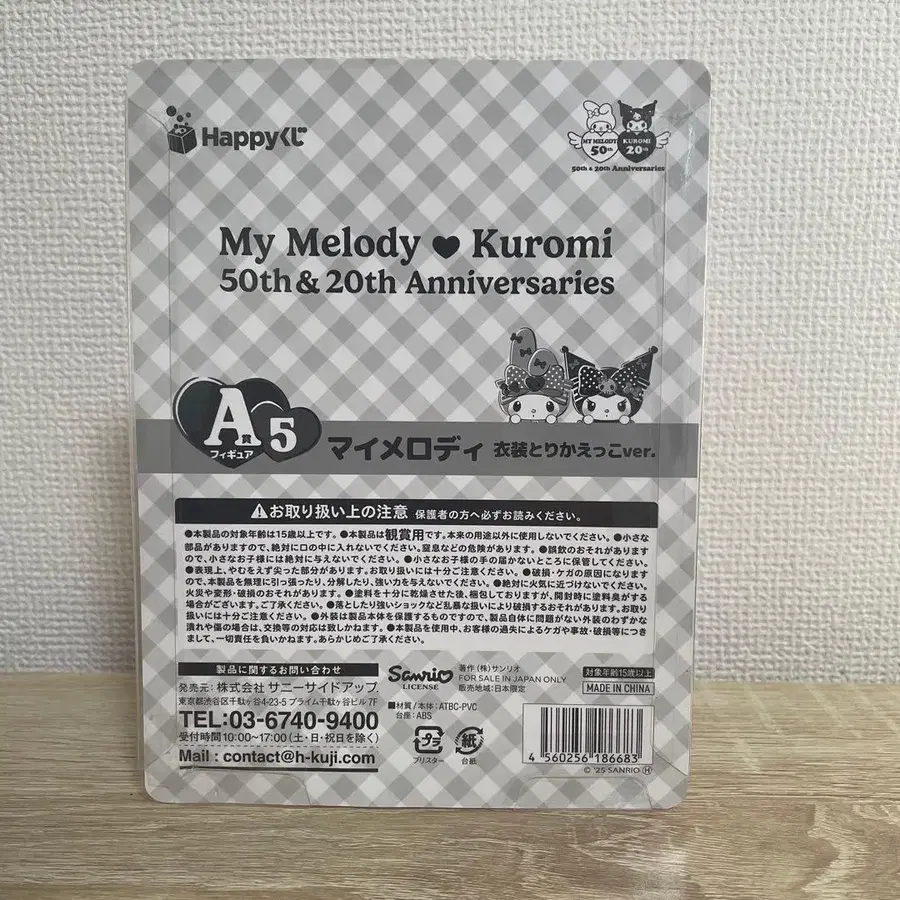 Happyくじ
MY MELODY 50th KUROMI 20th
50th & 20th Anniversaries
My Melody ♥ Kuromi
50th & 20th Anniversaries
A賞 5
フィギュア
マイメロディ 衣装とりかえっこver.
⚠お取り扱い上の注意 保護者の方へ必ずお読みください。
●本製品の対象年齢は15歳以上です。●本製品は観賞用です。本来の用途以外に使用しないでください。●小さな
部品がありますので、絶対に口の中に入れないでください。窒息などの危険があります。●誤飲のおそれがあります
ので、小さなお子様には絶対に与えないでください。●小さなお子様の手の届かないところに保管してください。
●表現上、やむをえず尖った部分があります。お取り扱いには十分ご注意ください。●破損・ケガの原因になります
ので、本製品を無理に引っ張ったり、分解したり、強い力を与えないでください。●絶対に火気に近づけないでください。
火災や変形・破損のおそれがあります。●塗料を十分に乾燥させた後、梱包しておりますが、開封時に塗料臭がする
場合がございます。ご了承ください。●落としたり強いショックなど乱暴な扱いにより破損するおそれがあります。お取り
扱いには十分ご注意ください。●外装は製品本体を保護するものですので、製品自体に問題がない外装のわずかな
潰れや傷の場合は、交換等の対応は致しかねます。●本製品を使用中、お客様の過失によるケガや事故・破損等につき
まして、一切責任を負いかねます。あらかじめご了承ください。
製品に関するお問い合わせ
発売元:株式会社 サニーサイドアップ
東京都渋谷区千駄ヶ谷4-23-5 プライム千駄ヶ谷ビル 7F
TEL:03-6740-9400
受付時間10:00~17:00(土・日・祝日を除く)
Mail : contact@h-kuji.com
Sanrio
LICENSE
著作(株)サンリオ
FOR SALE IN JAPAN ONLY
販売地域:日本限定
■材質/本体:ATBC-PVC
台座:ABS
プラ
ブリスター
紙
台紙
対象年齢15歳以上
MADE IN CHINA
4 560256 186683
© '25 SANRIO Ⓗ